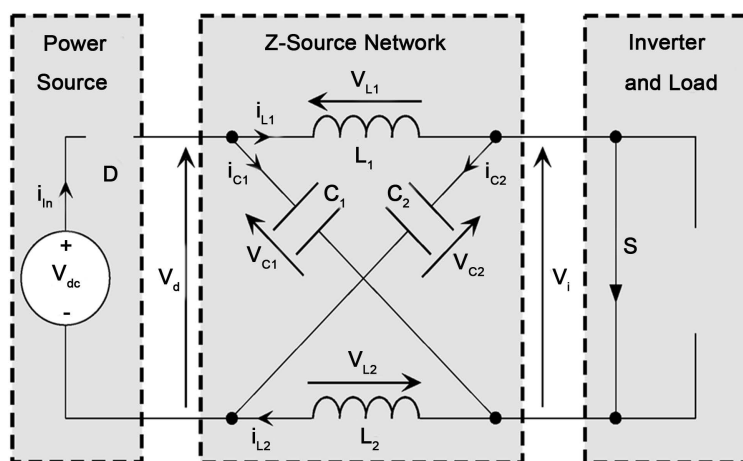 Power
Source
Z-Source Network
Inverter
and Load
V_L1
i_L1
L_1
D
i_C1
i_C2
i_In
C_1
C_2
S
+
V_dc
-
V_d
V_C1
V_C2
V_i
V_L2
i_L2
L_2